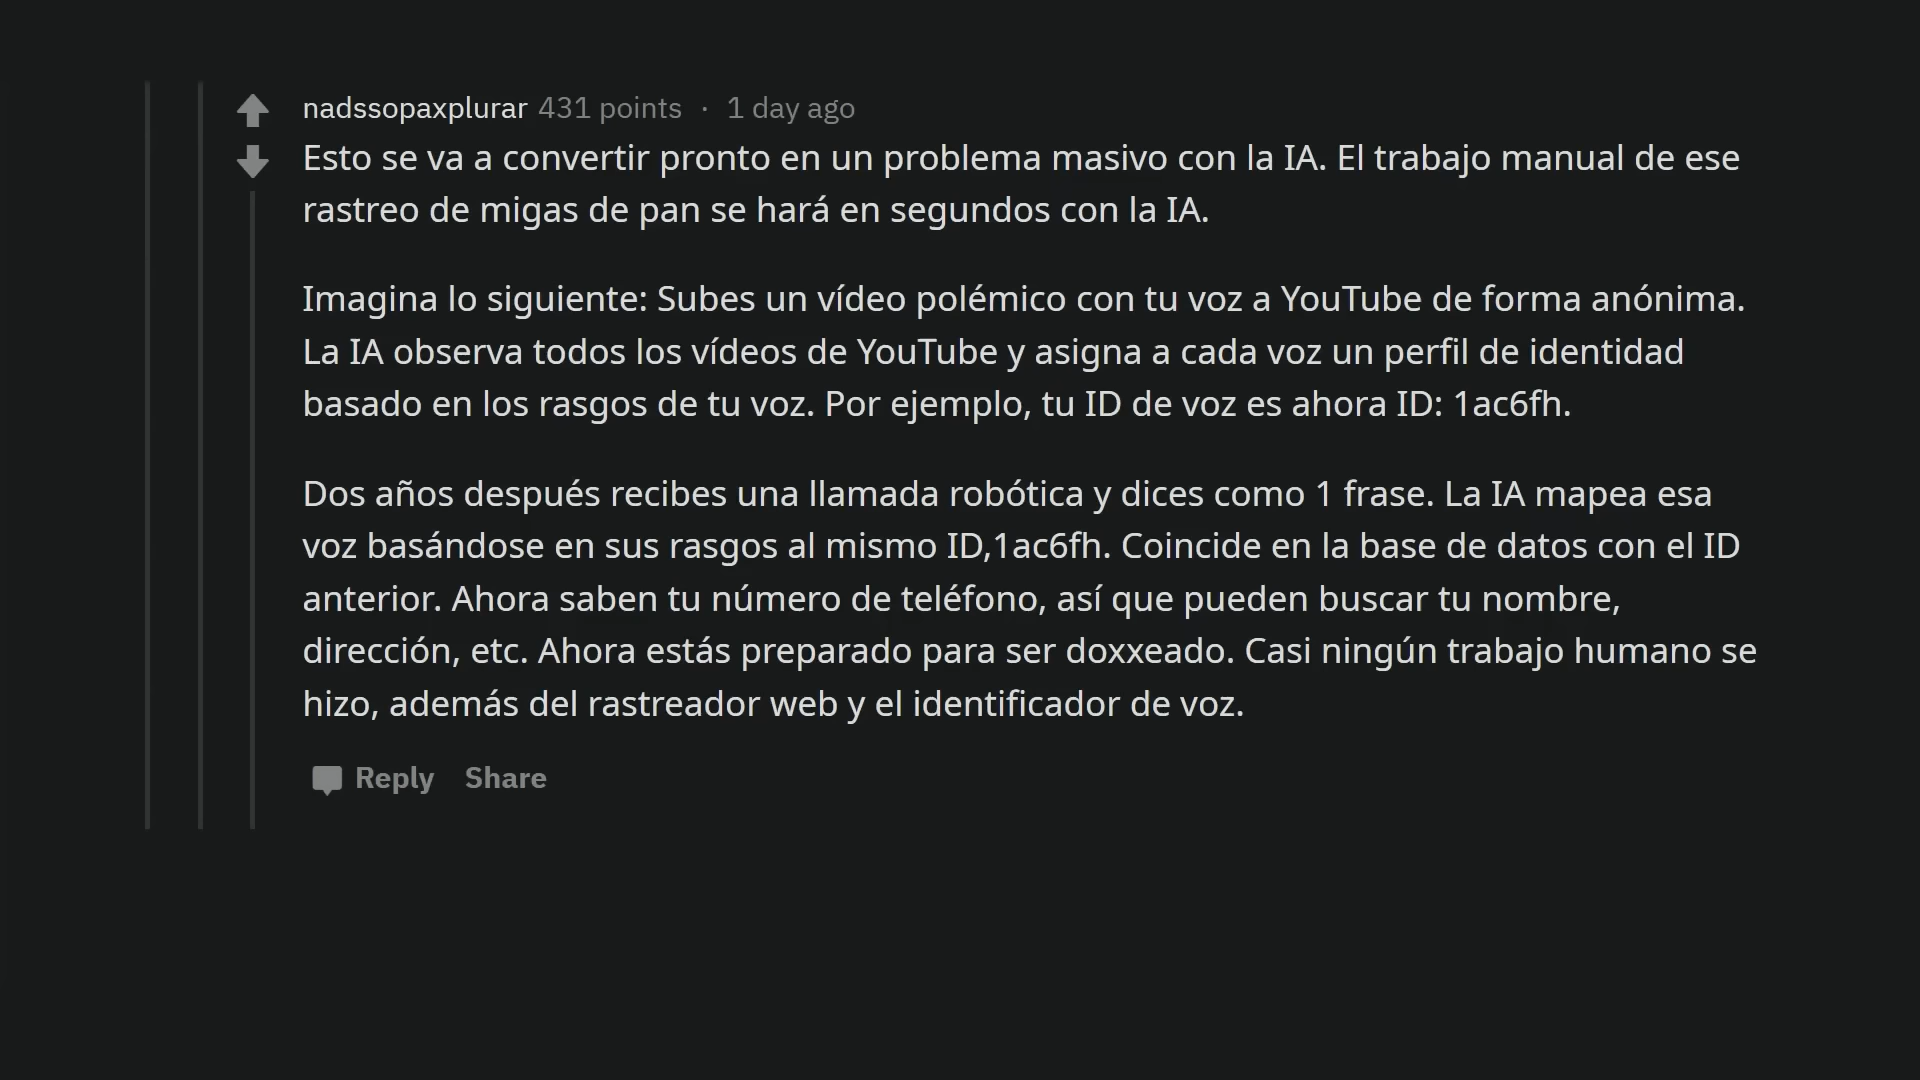 nadssopaxplurar 431 points · 1 day ago
Esto se va a convertir pronto en un problema masivo con la IA. El trabajo manual de ese
rastreo de migas de pan se hará en segundos con la IA.
Imagina lo siguiente: Subes un vídeo polémico con tu voz a YouTube de forma anónima.
La IA observa todos los vídeos de YouTube y asigna a cada voz un perfil de identidad
basado en los rasgos de tu voz. Por ejemplo, tu ID de voz es ahora ID: 1ac6fh.
Dos años después recibes una llamada robótica y dices como 1 frase. La IA mapea esa
voz basándose en sus rasgos al mismo ID,1ac6fh. Coincide en la base de datos con el ID
anterior. Ahora saben tu número de teléfono, así que pueden buscar tu nombre,
dirección, etc. Ahora estás preparado para ser doxxeado. Casi ningún trabajo humano se
hizo, además del rastreador web y el identificador de voz.
Reply Share